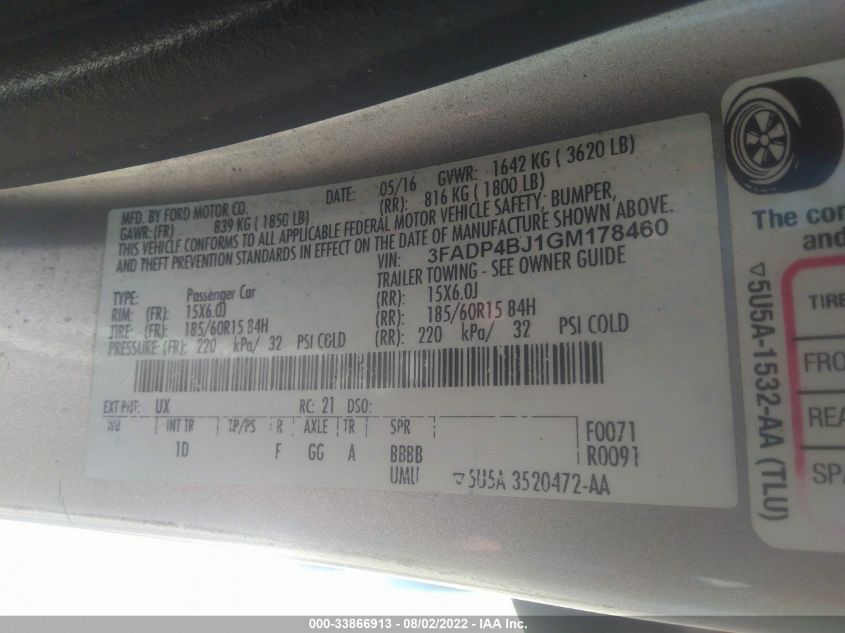 MFD. BY FORD MOTOR CO. DATE: 05/16 GVWR: 1642 KG ( 3620 LB)
GAWR: (FR) 839 KG ( 1850 LB) (RR): 816 KG ( 1800 LB)
THIS VEHICLE CONFORMS TO ALL APPLICABLE FEDERAL MOTOR VEHICLE SAFETY, BUMPER,
AND THEFT PREVENTION STANDARDS IN EFFECT ON THE DATE OF MANUFACTURE SHOWN ABOVE.
VIN: 3FADP4BJ1GM178460
TRAILER TOWING - SEE OWNER GUIDE
TYPE: Passenger Car
RIM: (FR): 15X6.0J (RR): 15X6.0J
TIRE: (FR): 185/60R15 84H (RR): 185/60R15 84H
PRESSURE (FR): 220 kPa/ 32 PSI COLD (RR): 220 kPa/ 32 PSI COLD
EXT PNT: UX RC: 21 DSO:
INT TR TP/PS R AXLE TR SPR F0071
1D F GG A BBBB R0091
UMU ▽5U5A 3520472-AA
The con
and
▽5U5A-1532-AA (TLU)
TIRE
FRO
REA
SPA
000-33866913 - 08/02/2022 - IAA Inc.